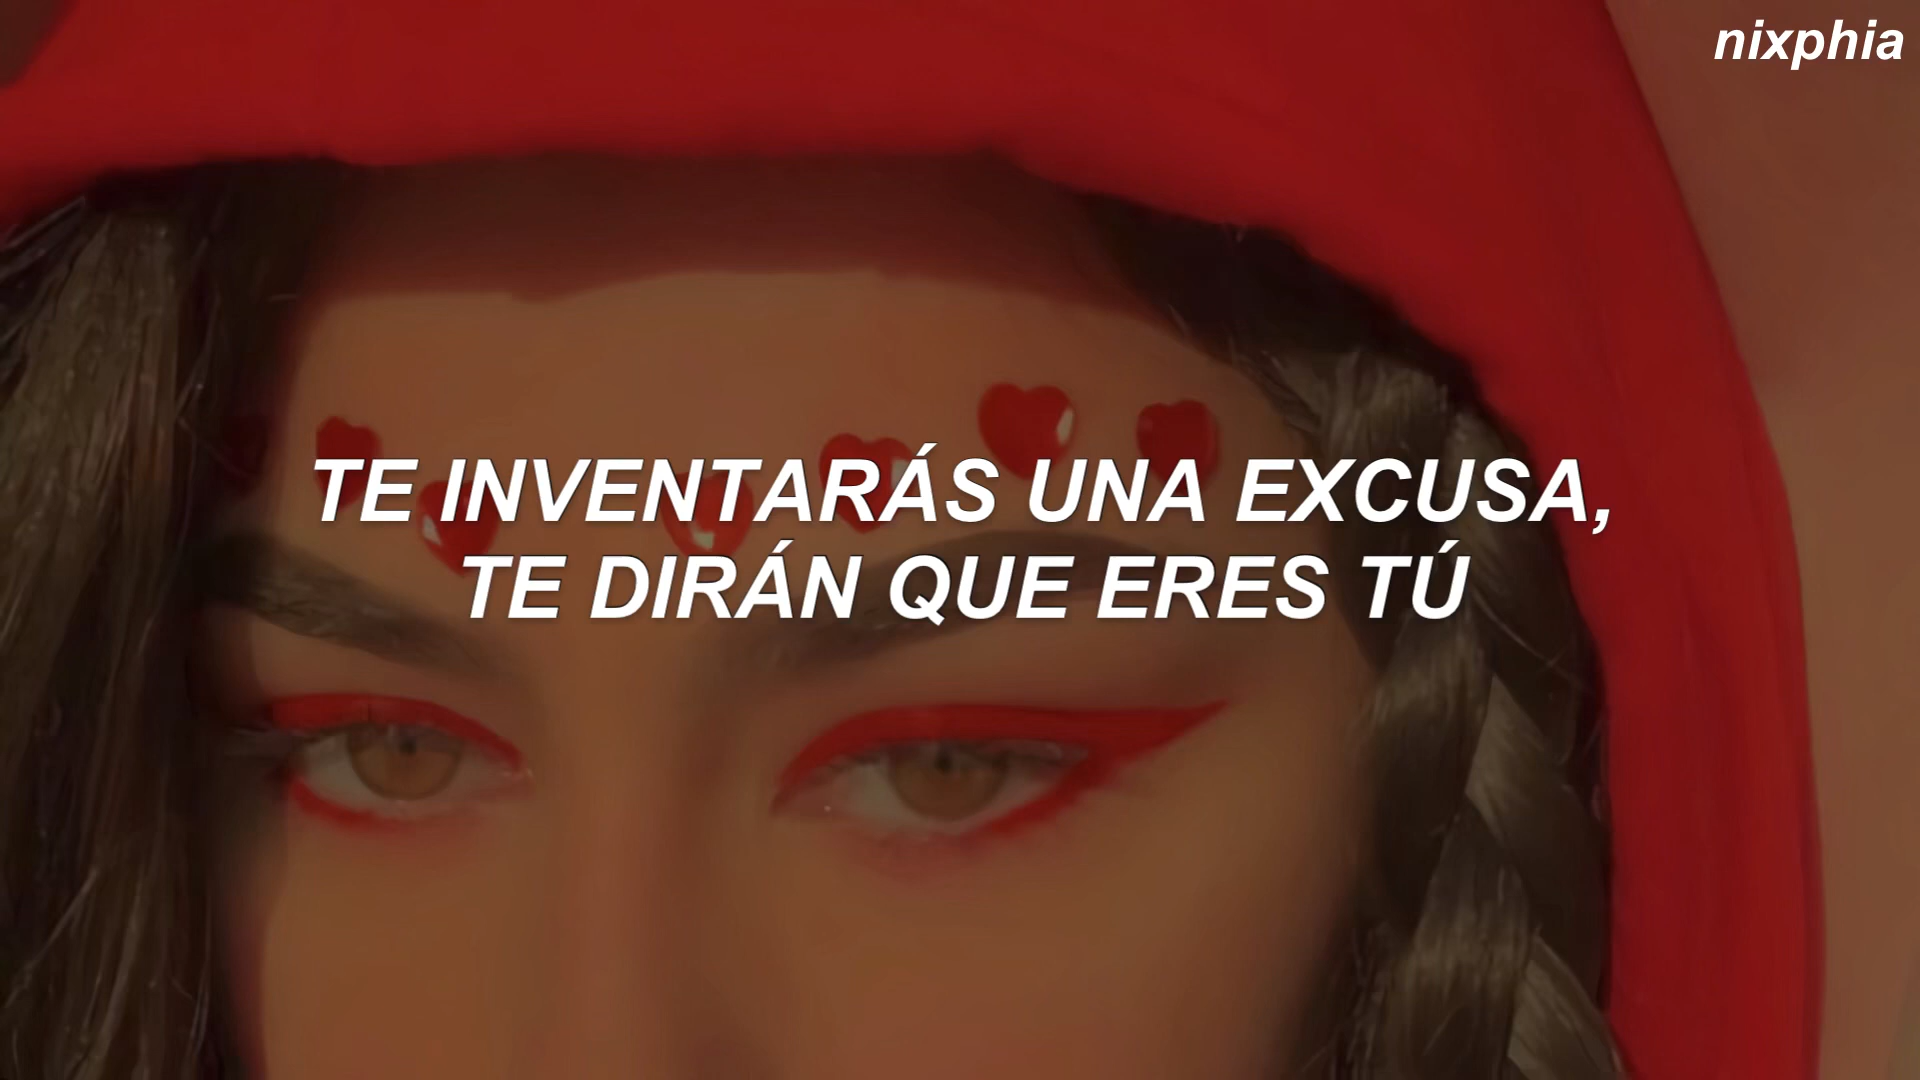 nixphia
TE INVENTARÁS UNA EXCUSA,
TE DIRÁN QUE ERES TÚ